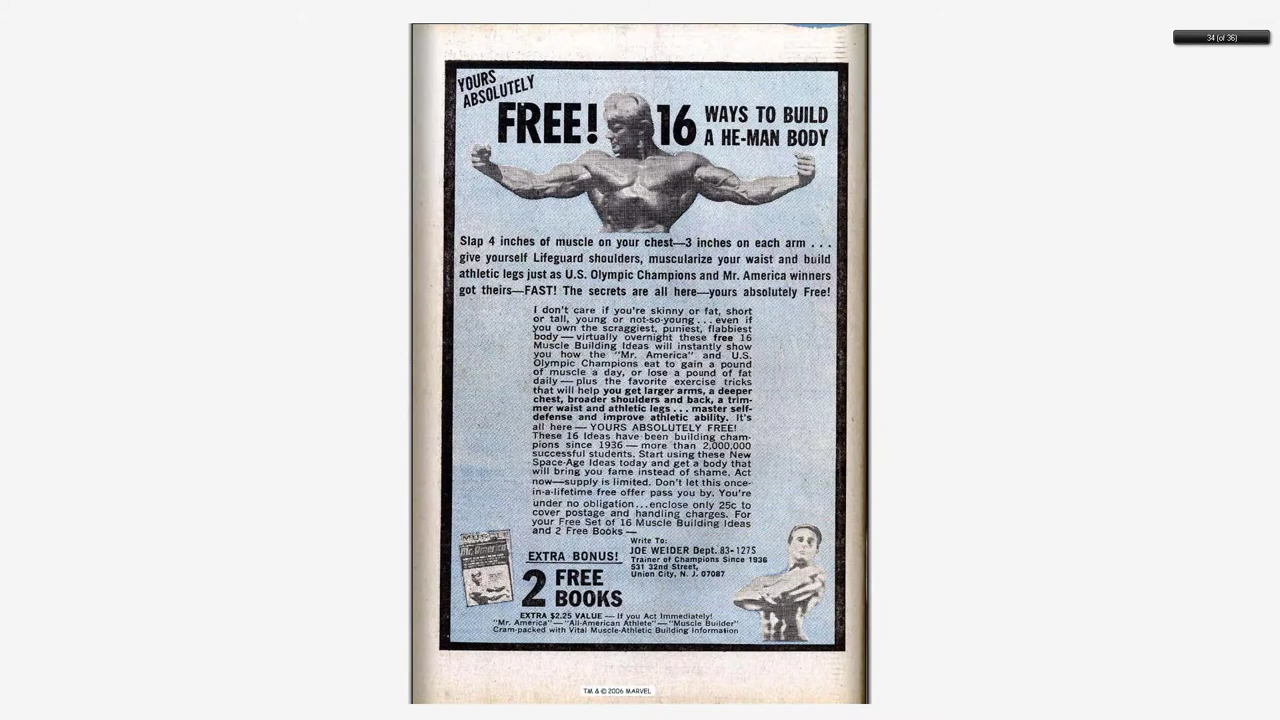 34 (of 36)
YOURS
ABSOLUTELY
FREE! 16 WAYS TO BUILD
A HE-MAN BODY
Slap 4 inches of muscle on your chest—3 inches on each arm . . .
give yourself Lifeguard shoulders, muscularize your waist and build
athletic legs just as U.S. Olympic Champions and Mr. America winners
got theirs—FAST! The secrets are all here—yours absolutely Free!
I don't care if you're skinny or fat, short
or tall, young or not-so-young . . . even if
you own the scraggiest, puniest, flabbiest
body — virtually overnight these free 16
Muscle Building Ideas will instantly show
you how the "Mr. America" and U.S.
Olympic Champions eat to gain a pound
of muscle a day, or lose a pound of fat
daily — plus the favorite exercise tricks
that will help you get larger arms, a deeper
chest, broader shoulders and back, a trim-
mer waist and athletic legs . . . master self-
defense and improve athletic ability. It's
all here — YOURS ABSOLUTELY FREE!
These 16 Ideas have been building cham-
pions since 1936 — more than 2,000,000
successful students. Start using these New
Space-Age Ideas today and get a body that
will bring you fame instead of shame. Act
now—supply is limited. Don't let this once-
in-a-lifetime free offer pass you by. You're
under no obligation . . . enclose only 25c to
cover postage and handling charges. For
your Free Set of 16 Muscle Building Ideas
and 2 Free Books —
Write To:
JOE WEIDER Dept. 83-127S
Trainer of Champions Since 1936
531 32nd Street,
Union City, N. J. 07087
Mr. America
EXTRA BONUS!
2 FREE
BOOKS
EXTRA $2.25 VALUE — If you Act Immediately!
"Mr. America"—"All-American Athlete"—"Muscle Builder"
Cram-packed with Vital Muscle-Athletic Building Information
TM & © 2006 MARVEL